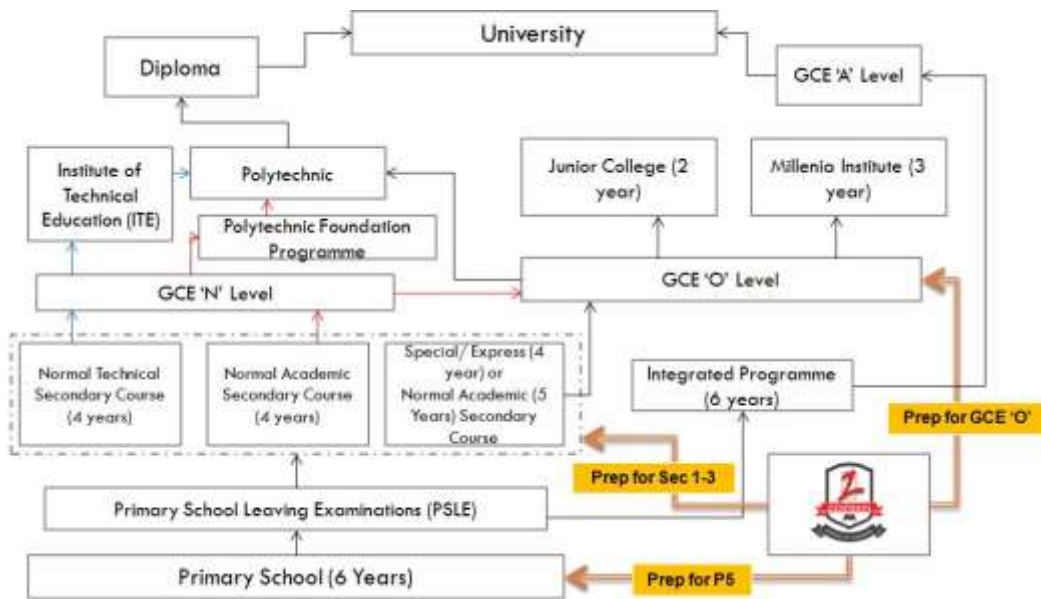 University
Diploma
GCE 'A' Level
Institute of
Technical
Education (ITE)
Polytechnic
Junior College (2
year)
Millenia Institute (3
year)
Polytechnic Foundation
Programme
GCE 'N' Level
GCE 'O' Level
Normal Technical
Secondary Course
(4 years)
Normal Academic
Secondary Course
(4 years)
Special/ Express (4
year) or
Normal Academic (5
Years) Secondary
Course
Integrated Programme
(6 years)
Prep for GCE 'O'
Prep for Sec 1-3
Primary School Leaving Examinations (PSLE)
Primary School (6 Years)
Prep for P5